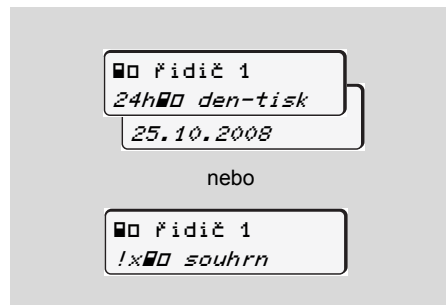 řidič 1
24h den-tisk
25.10.2008
nebo
řidič 1
!x souhrn